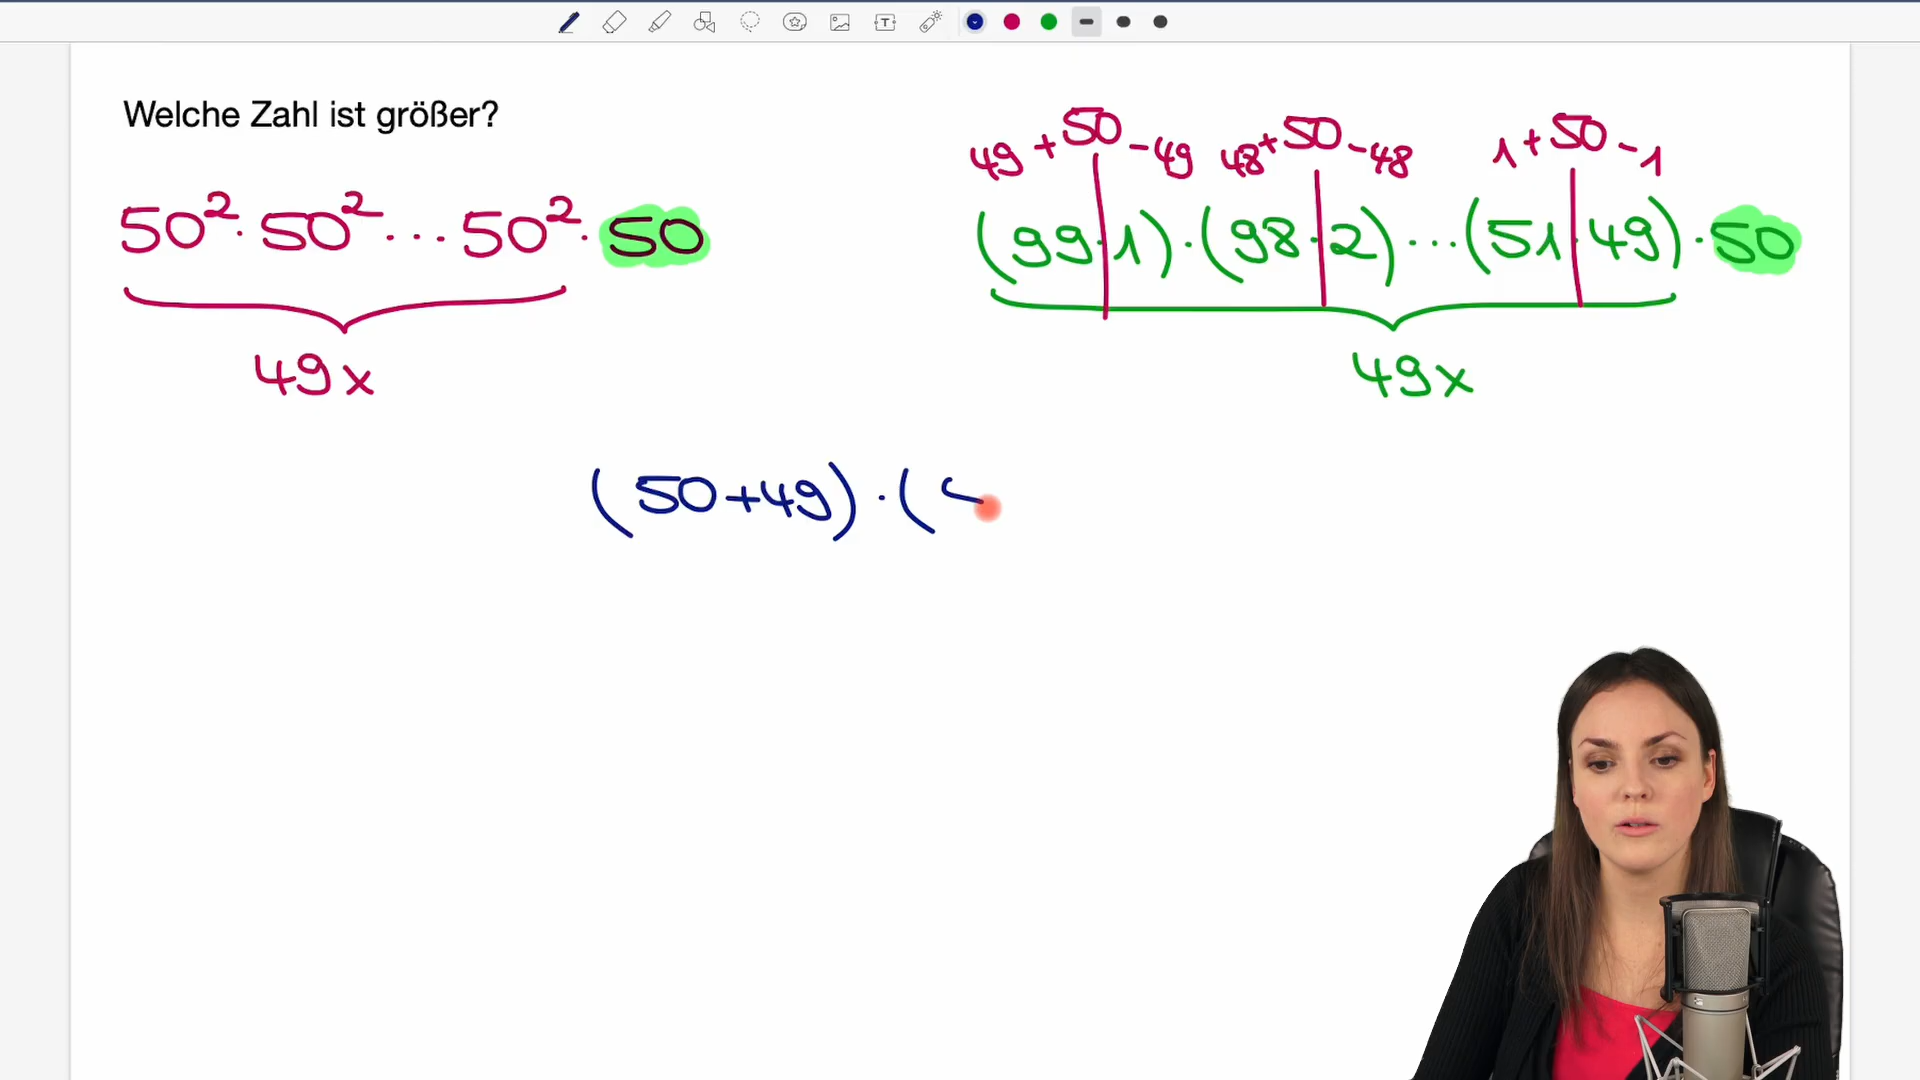 Welche Zahl ist größer?
49 + 50 - 49   48 + 50 - 48   1 + 50 - 1
50² · 50² · ... 50² · 50
(99 · 1) · (98 · 2) · ... (51 · 49) · 50
49x
49x
(50 + 49) · (